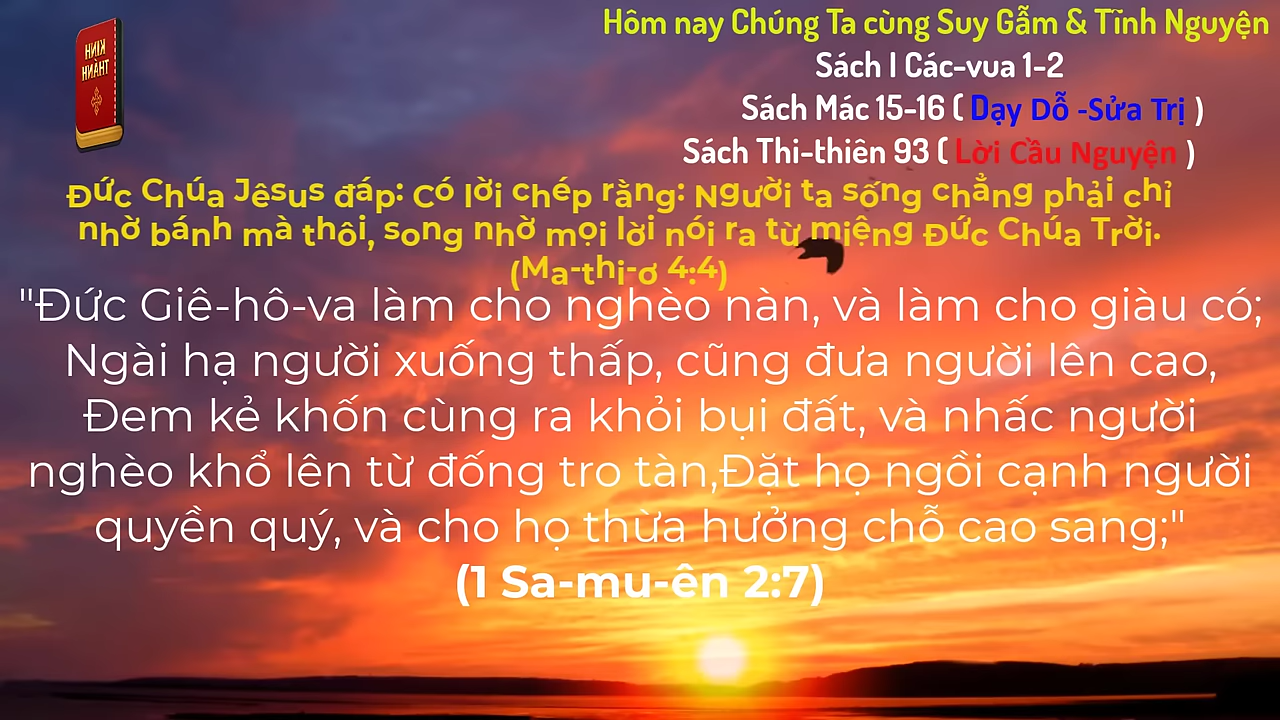 KINH
THÁNH
Hôm nay Chúng Ta cùng Suy Gẫm & Tĩnh Nguyện
Sách I Các-vua 1-2
Sách Mác 15-16 ( Dạy Dỗ -Sửa Trị )
Sách Thi-thiên 93 ( Lời Cầu Nguyện )
Đức Chúa Jêsus đáp: Có lời chép rằng: Người ta sống chẳng phải chỉ
nhờ bánh mà thôi, song nhờ mọi lời nói ra từ miệng Đức Chúa Trời.
(Ma-thi-ơ 4:4)
"Đức Giê-hô-va làm cho nghèo nàn, và làm cho giàu có;
Ngài hạ người xuống thấp, cũng đưa người lên cao,
Đem kẻ khốn cùng ra khỏi bụi đất, và nhấc người
nghèo khổ lên từ đống tro tàn,Đặt họ ngồi cạnh người
quyền quý, và cho họ thừa hưởng chỗ cao sang;"
(1 Sa-mu-ên 2:7)